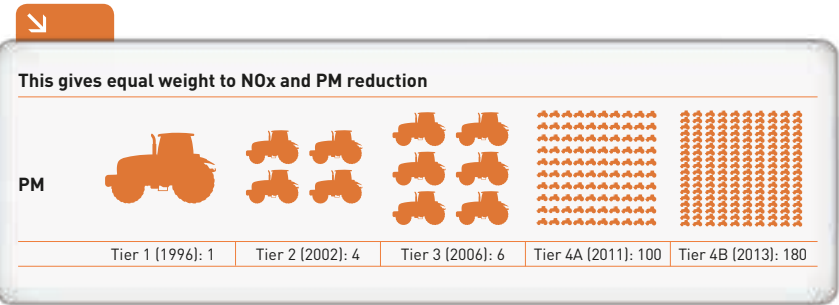 This gives equal weight to NOx and PM reduction
PM
Tier 1 (1996): 1
Tier 2 (2002): 4
Tier 3 (2006): 6
Tier 4A (2011): 100
Tier 4B (2013): 180